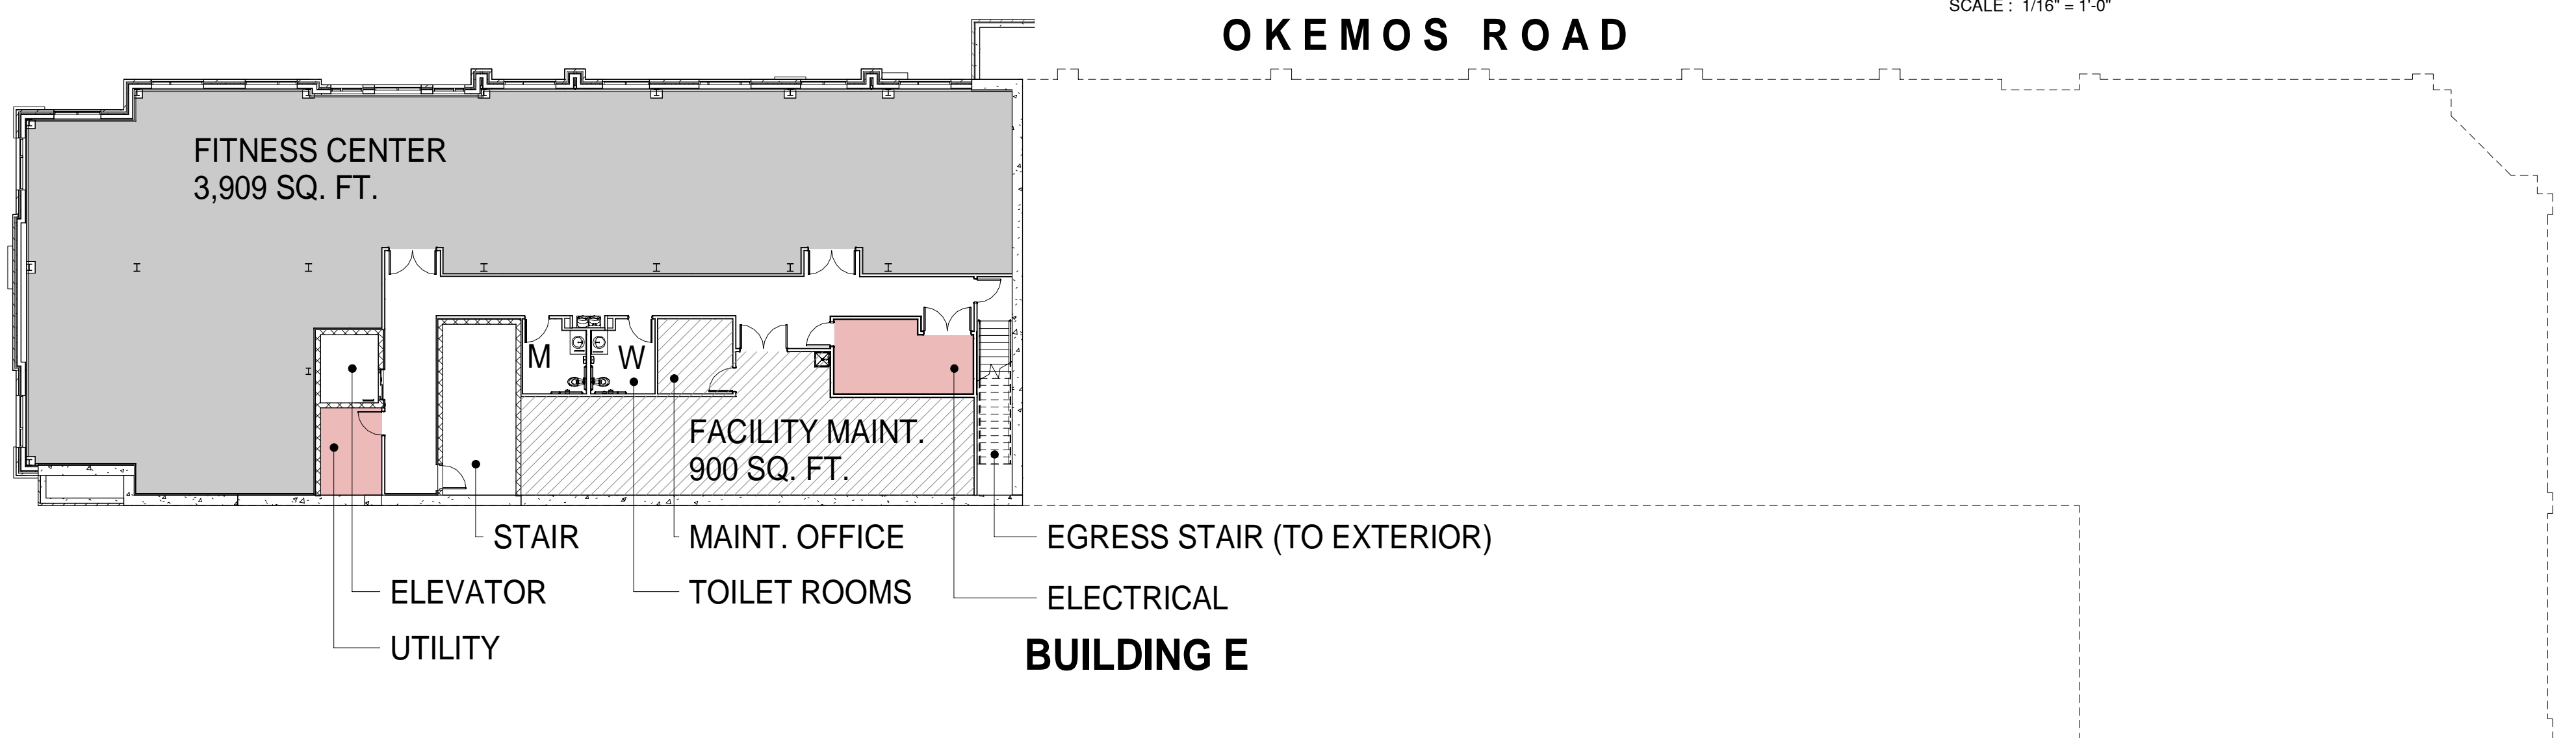 SCALE : 1/16" = 1'-0"
OKEMOS ROAD
FITNESS CENTER
3,909 SQ. FT.
M
W
FACILITY MAINT.
900 SQ. FT.
STAIR
MAINT. OFFICE
EGRESS STAIR (TO EXTERIOR)
ELEVATOR
TOILET ROOMS
ELECTRICAL
UTILITY
BUILDING E